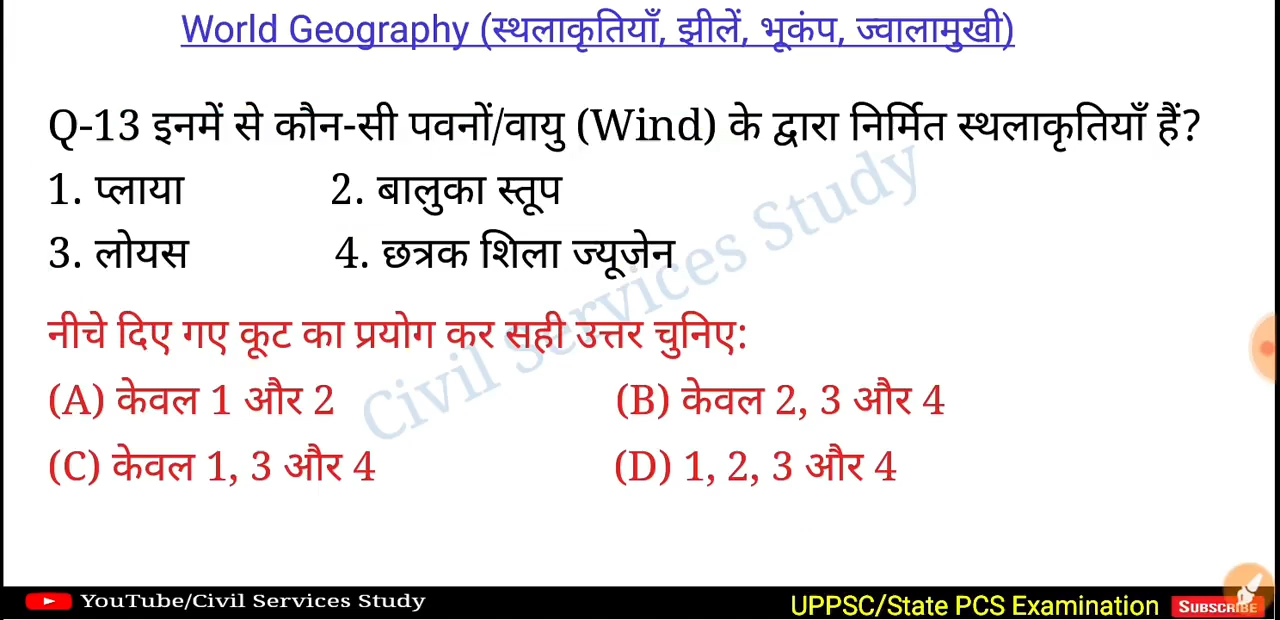 World Geography (स्थलाकृतियाँ, झीलें, भूकंप, ज्वालामुखी)
Q-13 इनमें से कौन-सी पवनों/वायु (Wind) के द्वारा निर्मित स्थलाकृतियाँ हैं?
1. प्लाया 2. बालुका स्तूप
3. लोयस 4. छत्रक शिला ज्यूजेन
नीचे दिए गए कूट का प्रयोग कर सही उत्तर चुनिए:
(A) केवल 1 और 2 (B) केवल 2, 3 और 4
(C) केवल 1, 3 और 4 (D) 1, 2, 3 और 4
Civil Services Study
YouTube/Civil Services Study UPPSC/State PCS Examination SUBSCRIBE